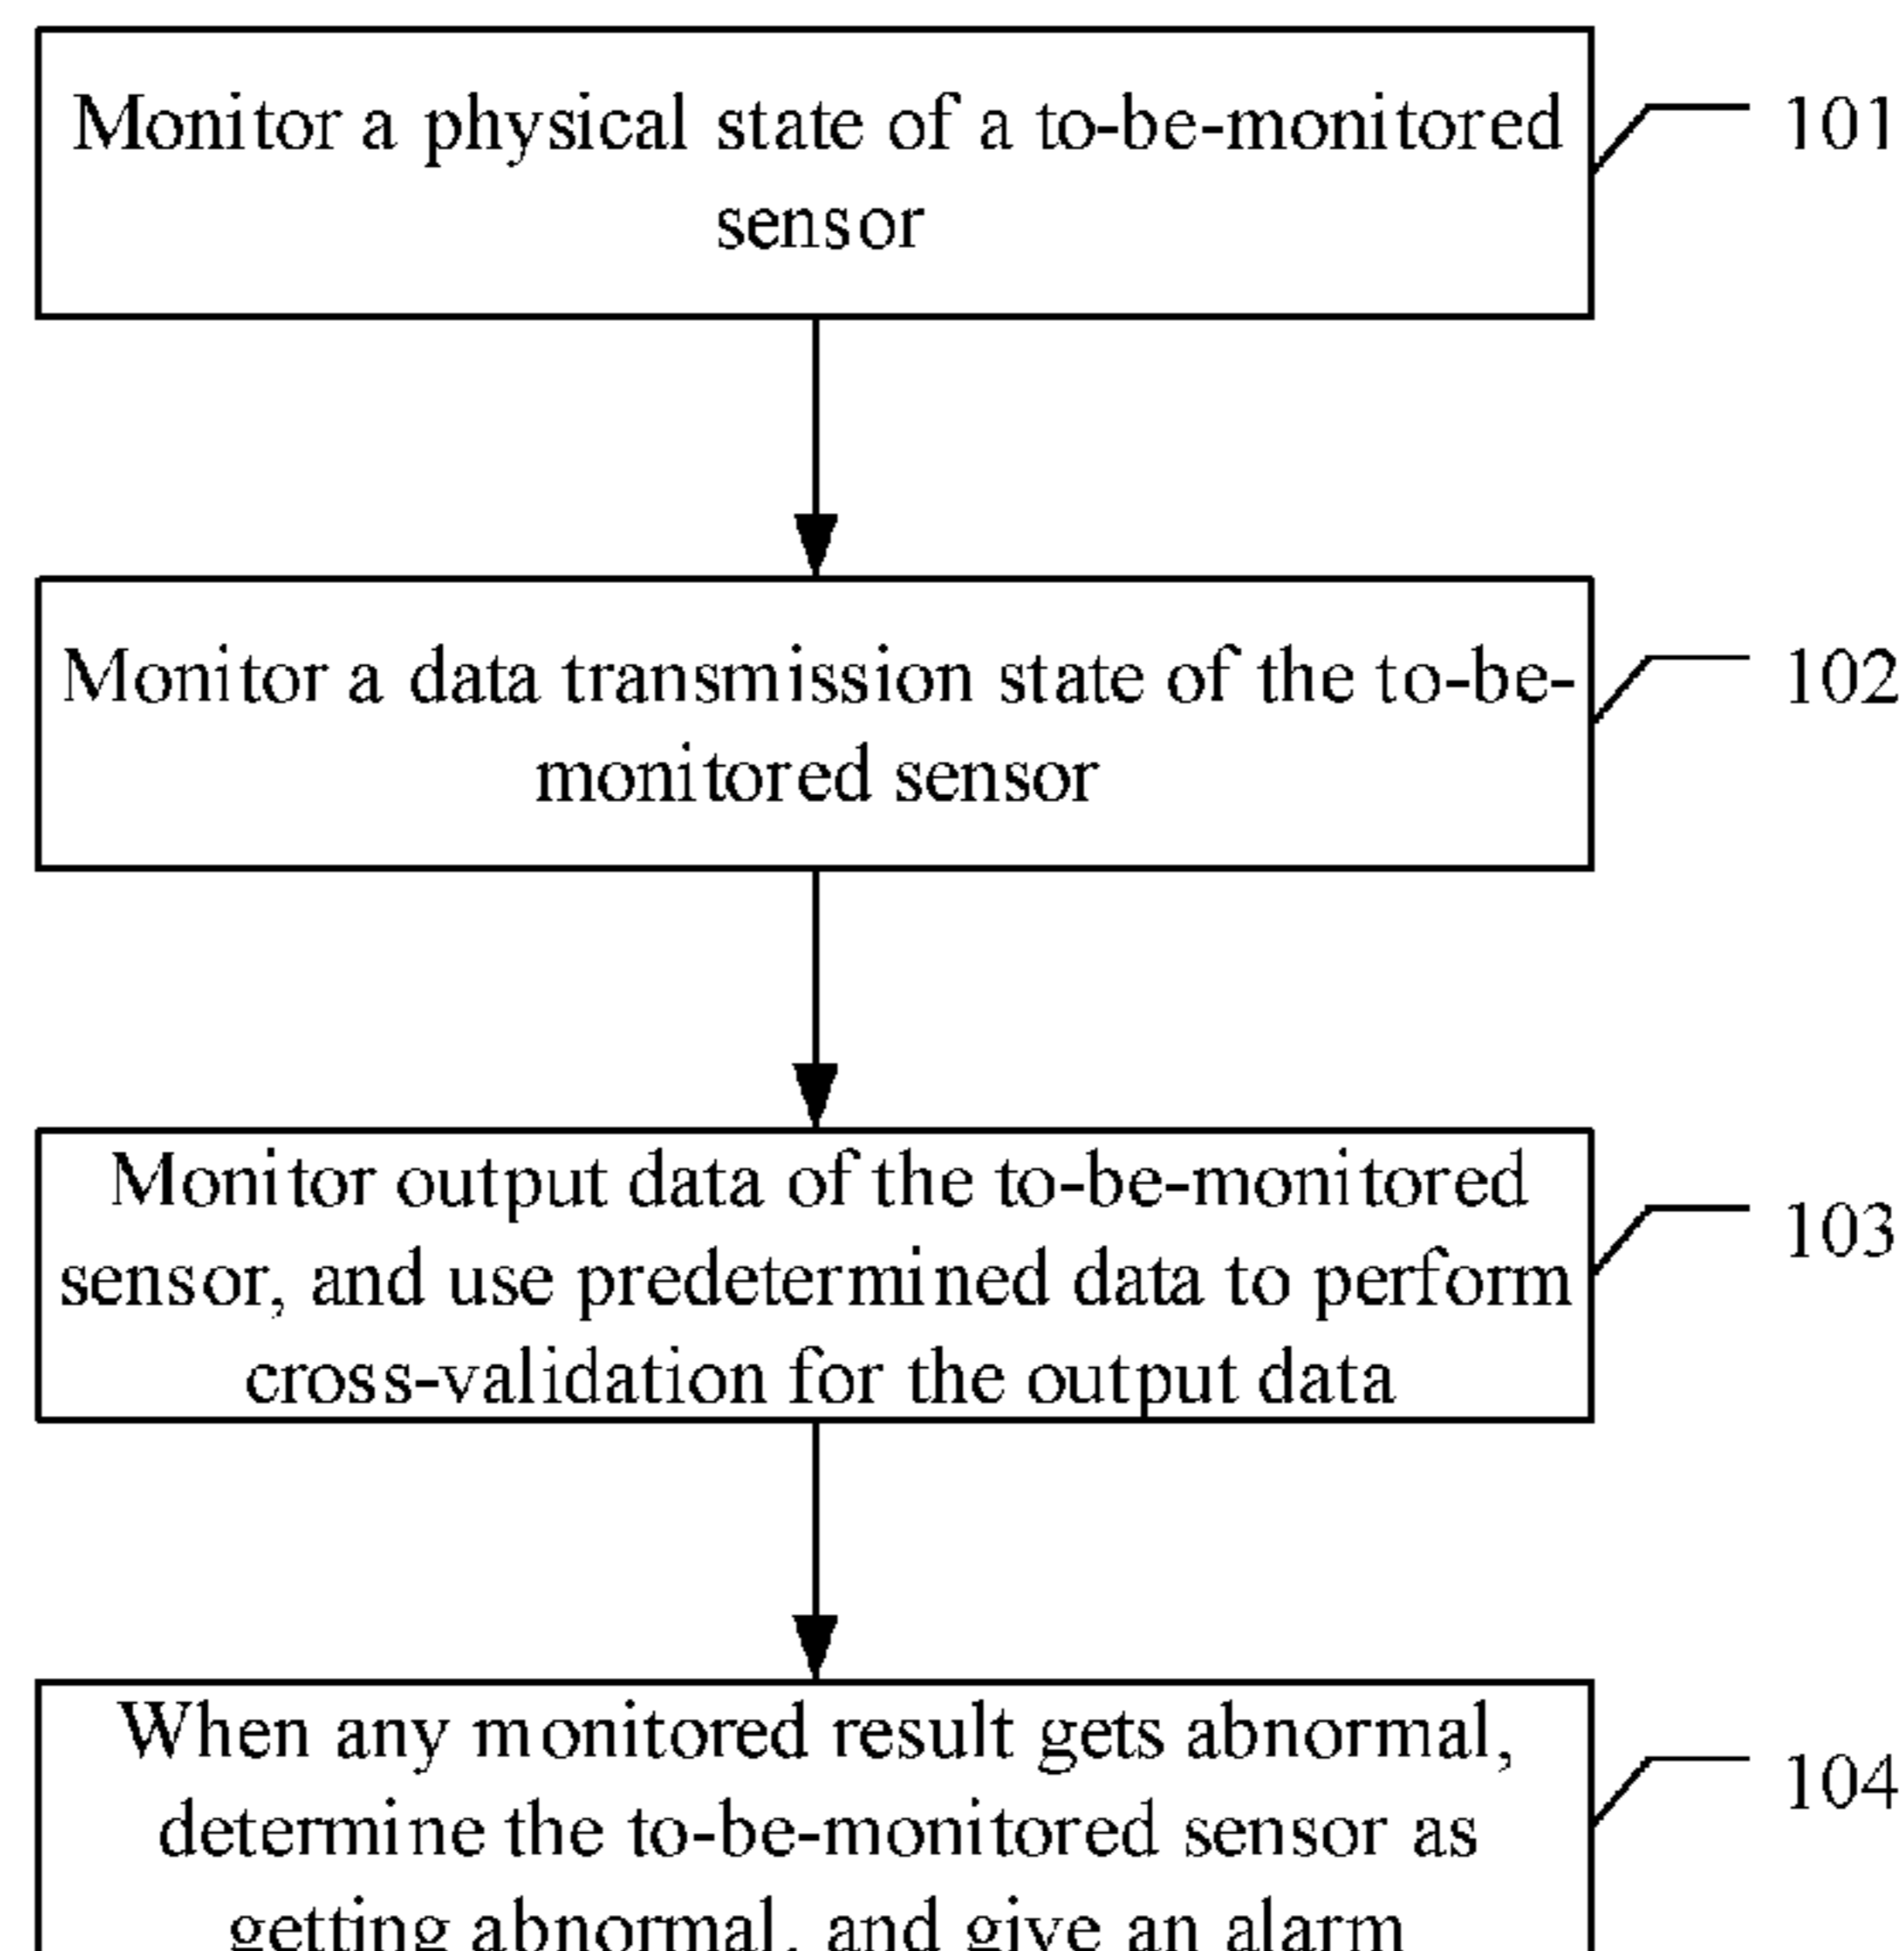 Monitor a physical state of a to-be-monitored
sensor
101
Monitor a data transmission state of the to-be-
monitored sensor
102
Monitor output data of the to-be-monitored
sensor, and use predetermined data to perform
cross-validation for the output data
103
When any monitored result gets abnormal,
determine the to-be-monitored sensor as
getting abnormal, and give an alarm
104